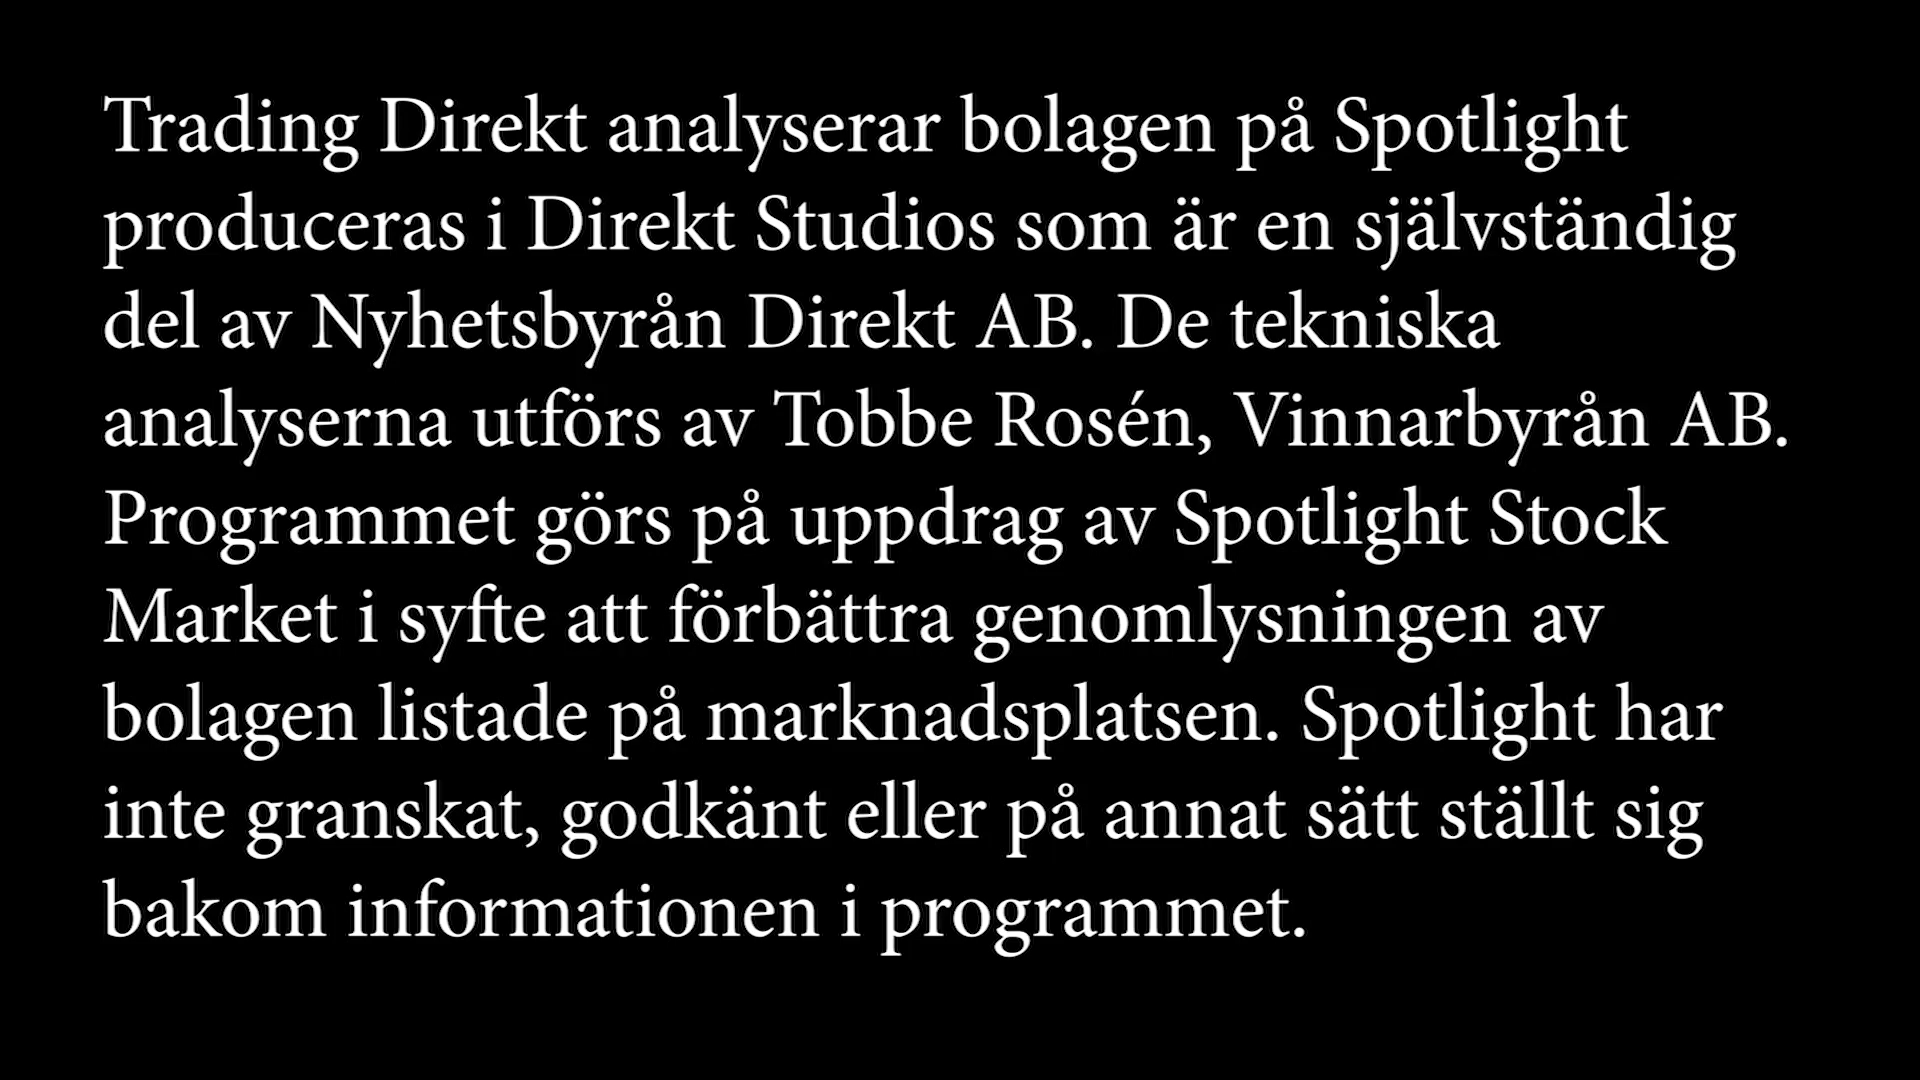 Trading Direkt analyserar bolagen på Spotlight
produceras i Direkt Studios som är en självständig
del av Nyhetsbyrån Direkt AB. De tekniska
analyserna utförs av Tobbe Rosén, Vinnarbyrån AB.
Programmet görs på uppdrag av Spotlight Stock
Market i syfte att förbättra genomlysningen av
bolagen listade på marknadsplatsen. Spotlight har
inte granskat, godkänt eller på annat sätt ställt sig
bakom informationen i programmet.